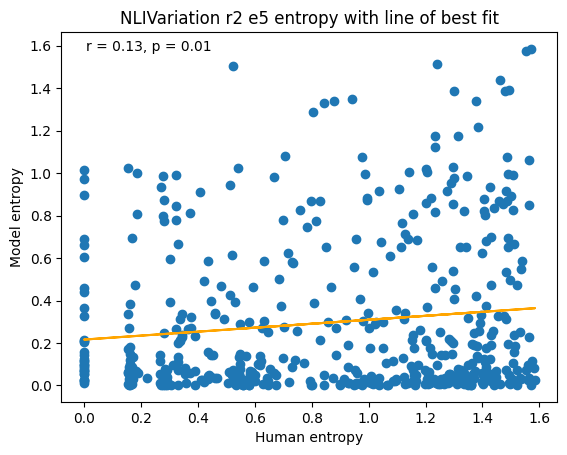 NLIVariation r2 e5 entropy with line of best fit
r = 0.13, p = 0.01
Model entropy
1.6
1.4
1.2
1.0
0.8
0.6
0.4
0.2
0.0
0.0 0.2 0.4 0.6 0.8 1.0 1.2 1.4 1.6
Human entropy